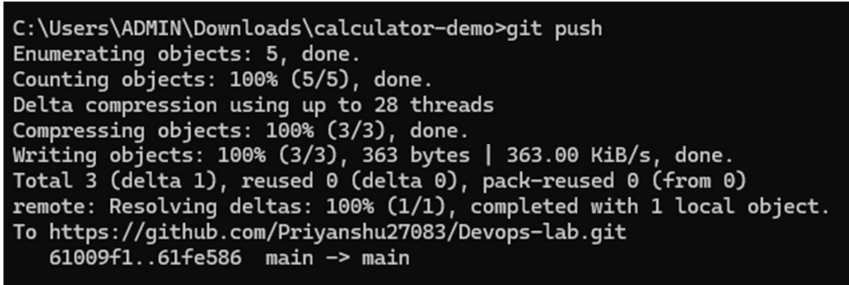 C:\Users\ADMIN\Downloads\calculator-demo>git push
Enumerating objects: 5, done.
Counting objects: 100% (5/5), done.
Delta compression using up to 28 threads
Compressing objects: 100% (3/3), done.
Writing objects: 100% (3/3), 363 bytes | 363.00 KiB/s, done.
Total 3 (delta 1), reused 0 (delta 0), pack-reused 0 (from 0)
remote: Resolving deltas: 100% (1/1), completed with 1 local object.
To https://github.com/Priyanshu27083/Devops-lab.git
   61009f1..61fe586  main -> main